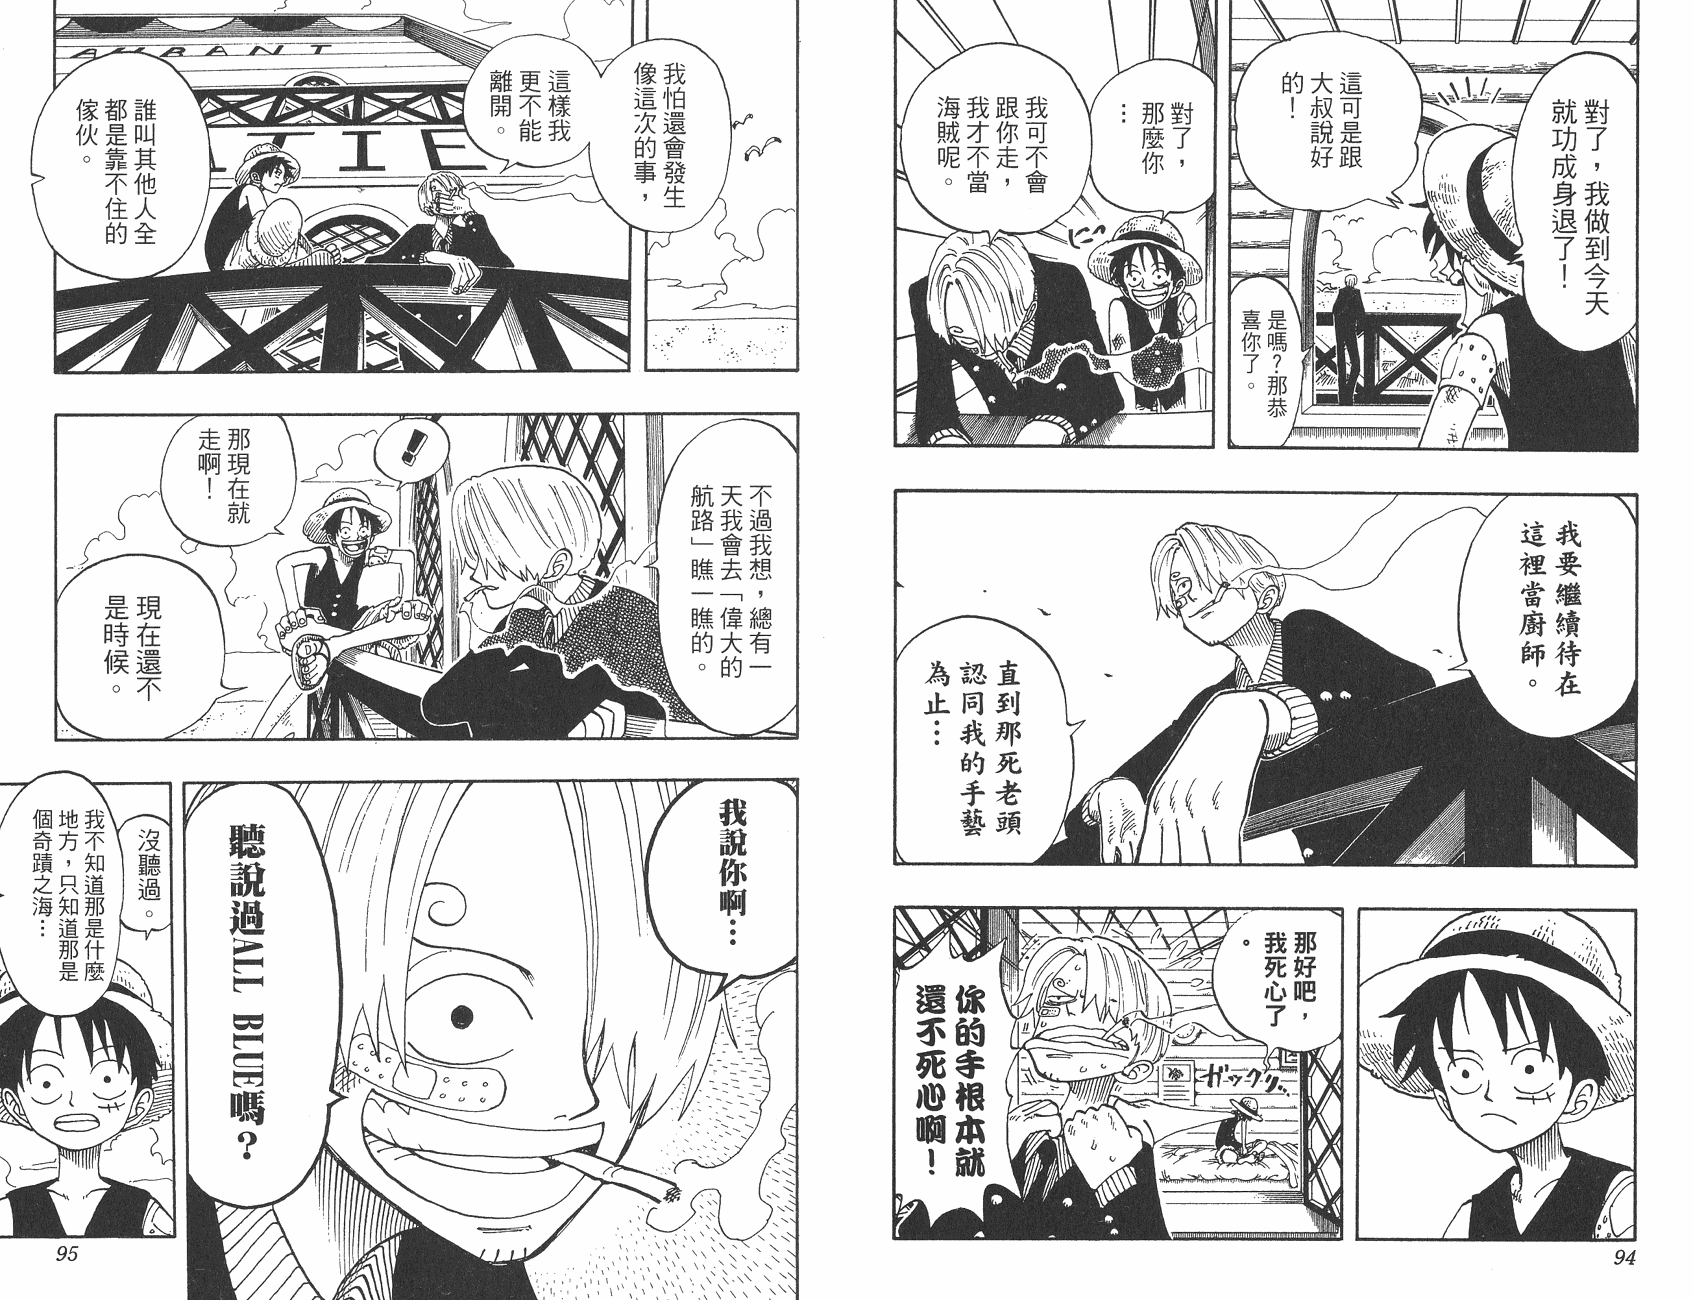 對了，我做到今天
就功成身退了！
這可是跟
大叔說好
的！
是嗎？那恭
喜你了。
對了，
那麼你
…
ニッ
我可不會
跟你走，
我才不當
海賊呢。
我要繼續待在
這裡當廚師。
直到那死老頭
認同我的手藝
為止…
那好吧，
我死心了
。
ガックリ…
你的手根本就
還不死心啊！
94
我怕還會發生
像這次的事，
這樣我
更不能
離開。
誰叫其他人全
都是靠不住的
傢伙。
AURANT
TIE
不過我想，總有一
天我會去「偉大的
航路」瞧一瞧的。
！
那現在就
走啊！
現在還不
是時候。
我說你啊…
聽說過ALL BLUE嗎？
沒聽過。
我不知道那是什麼
地方，只知道那是
個奇蹟之海…
95